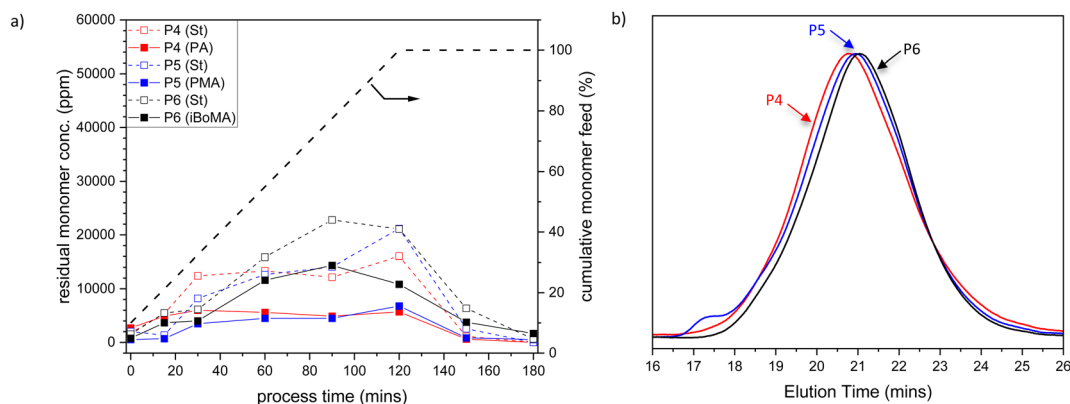 a)
60000
50000
40000
30000
20000
10000
0
residual monomer conc. (ppm)
P4 (St)
P4 (PA)
P5 (St)
P5 (PMA)
P6 (St)
P6 (iBoMA)
100
80
60
40
20
0
cumulative monomer feed (%)
0 20 40 60 80 100 120 140 160 180
process time (mins)
b)
P5
P6
P4
16 17 18 19 20 21 22 23 24 25 26
Elution Time (mins)